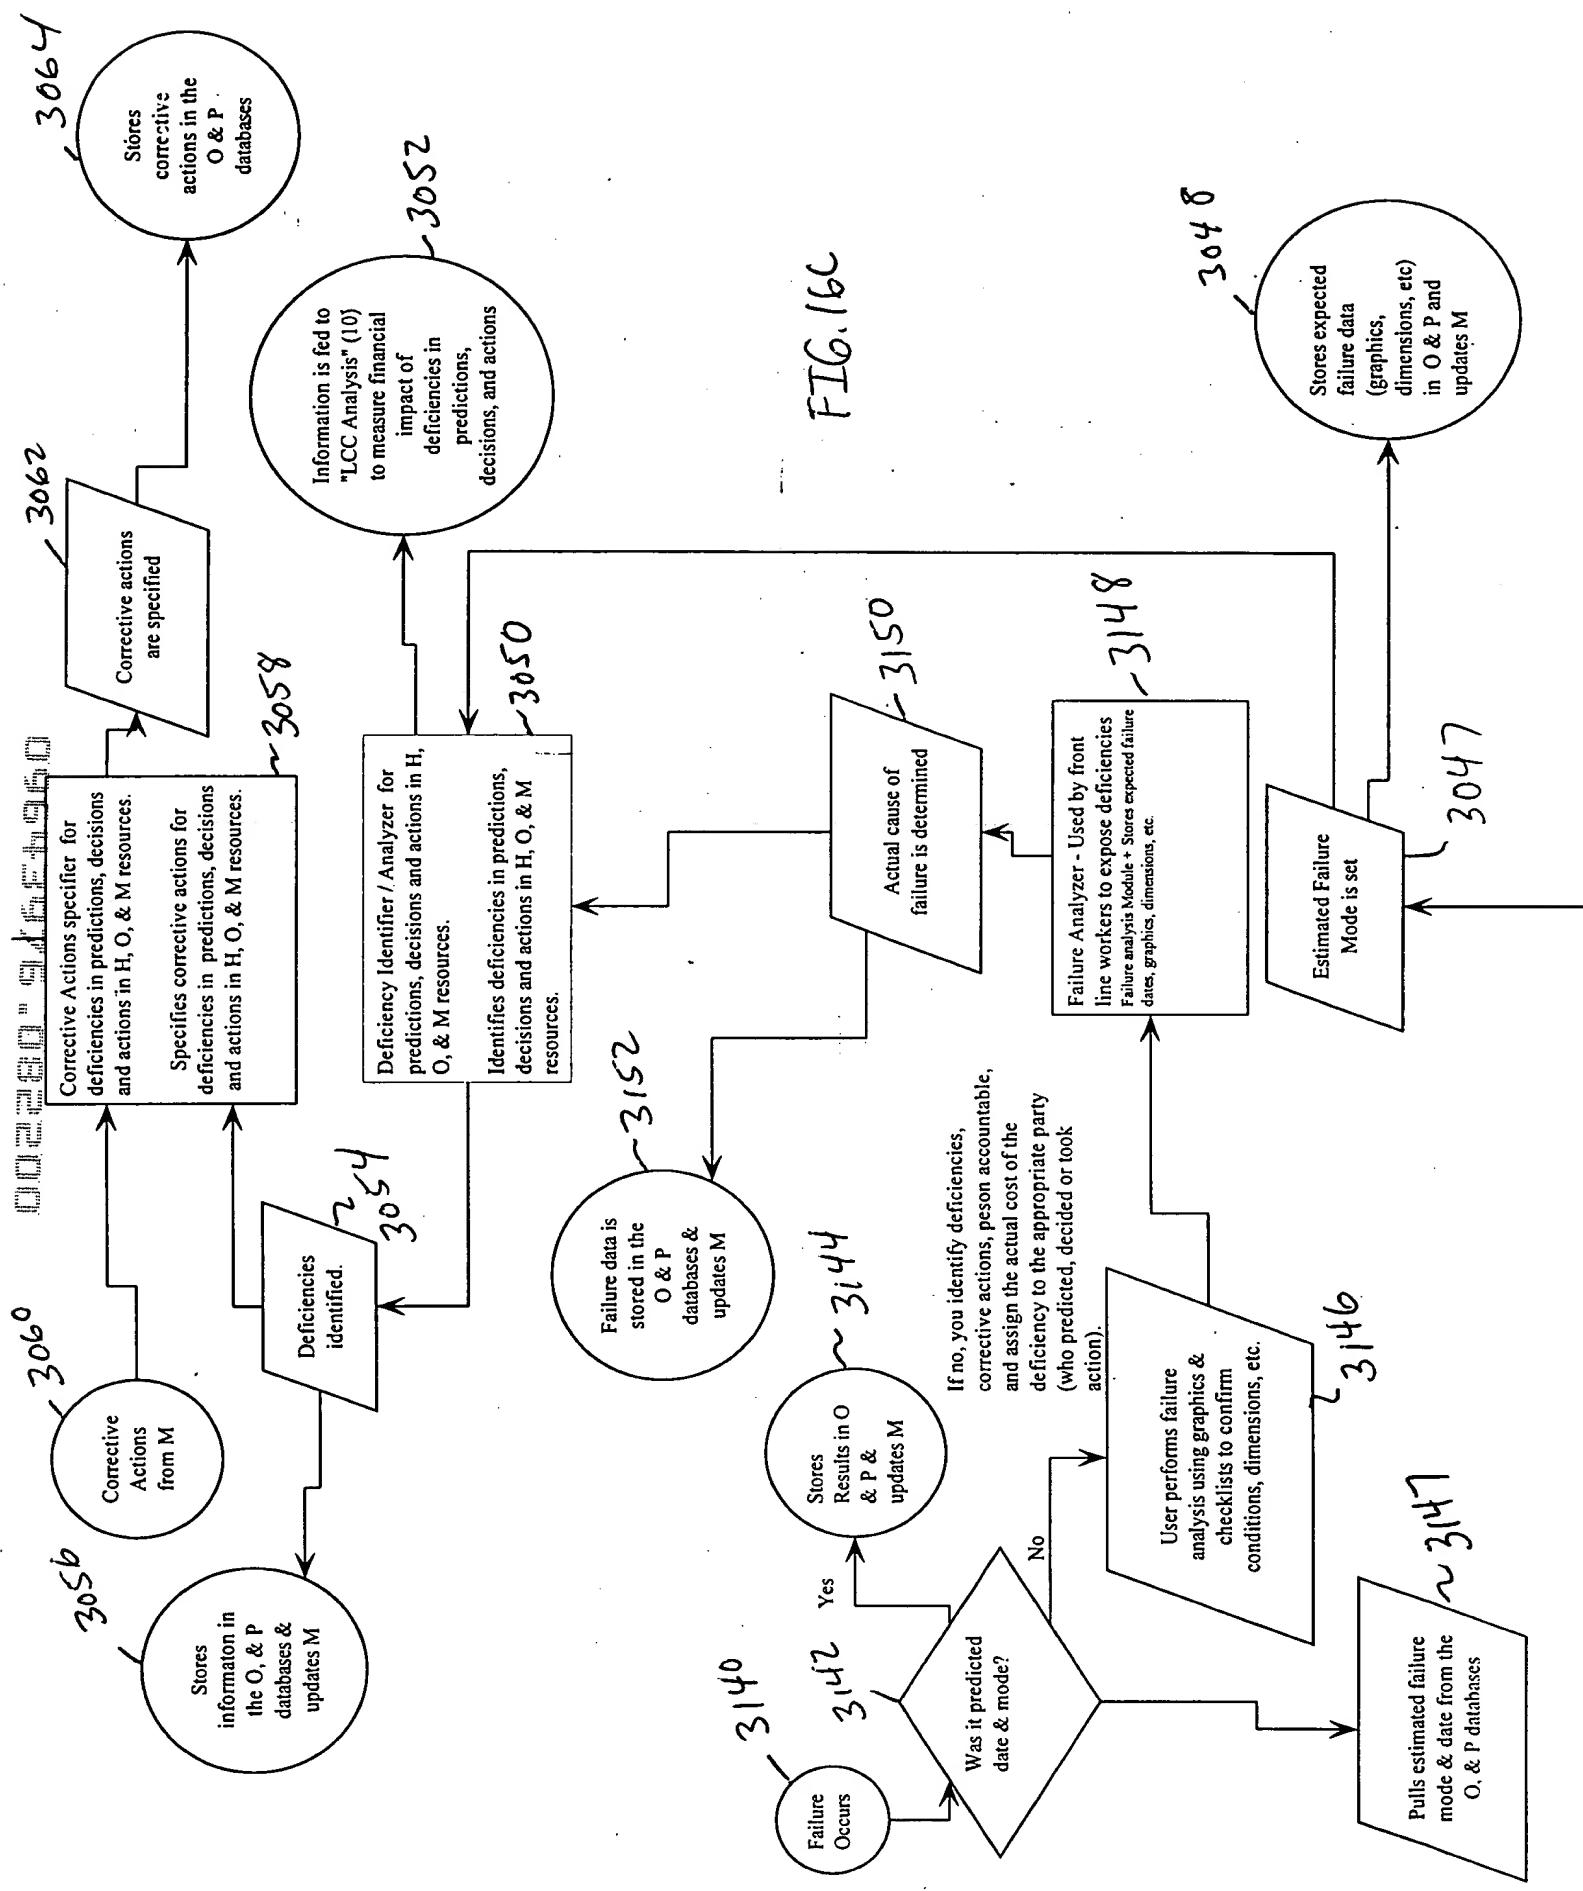 3056
Stores
informaton in
the O, & P
databases &
updates M
3060
Corrective
Actions
from M
Deficiencies
identified.
3054
Corrective Actions specifier for
deficiencies in predictions, decisions
and actions in H, O, & M resources.
Specifies corrective actions for
deficiencies in predictions, decisions
and actions in H, O, & M resources.
3058
Corrective actions
are specified
3062
Stores
corrective
actions in the
O & P
databases
3064
Deficiency Identifier / Analyzer for
predictions, decisions and actions in H,
O, & M resources.
Identifies deficiencies in predictions,
decisions and actions in H, O, & M
resources.
3050
Information is fed to
"LCC Analysis" (10)
to measure financial
impact of
deficiencies in
predictions,
decisions, and actions
3052
Failure data is
stored in the
O & P
databases &
updates M
3152
Actual cause of
failure is determined
3150
FIG. 16C
3140
Failure
Occurs
3142
Was it predicted
date & mode?
Yes
No
Stores
Results in O
& P &
updates M
3144
If no, you identify deficiencies,
corrective actions, peson accountable,
and assign the actual cost of the
deficiency to the appropriate party
(who predicted, decided or took
action).
User performs failure
analysis using graphics &
checklists to confirm
conditions, dimensions, etc.
3146
Pulls estimated failure
mode & date from the
O, & P databases
3147
Failure Analyzer - Used by front
line workers to expose deficiencies
Failure analysis Module + Stores expected failure
dates, graphics, dimensions, etc.
3148
Estimated Failure
Mode is set
3047
Stores expected
failure data
(graphics,
dimensions, etc)
in O & P and
updates M
3048